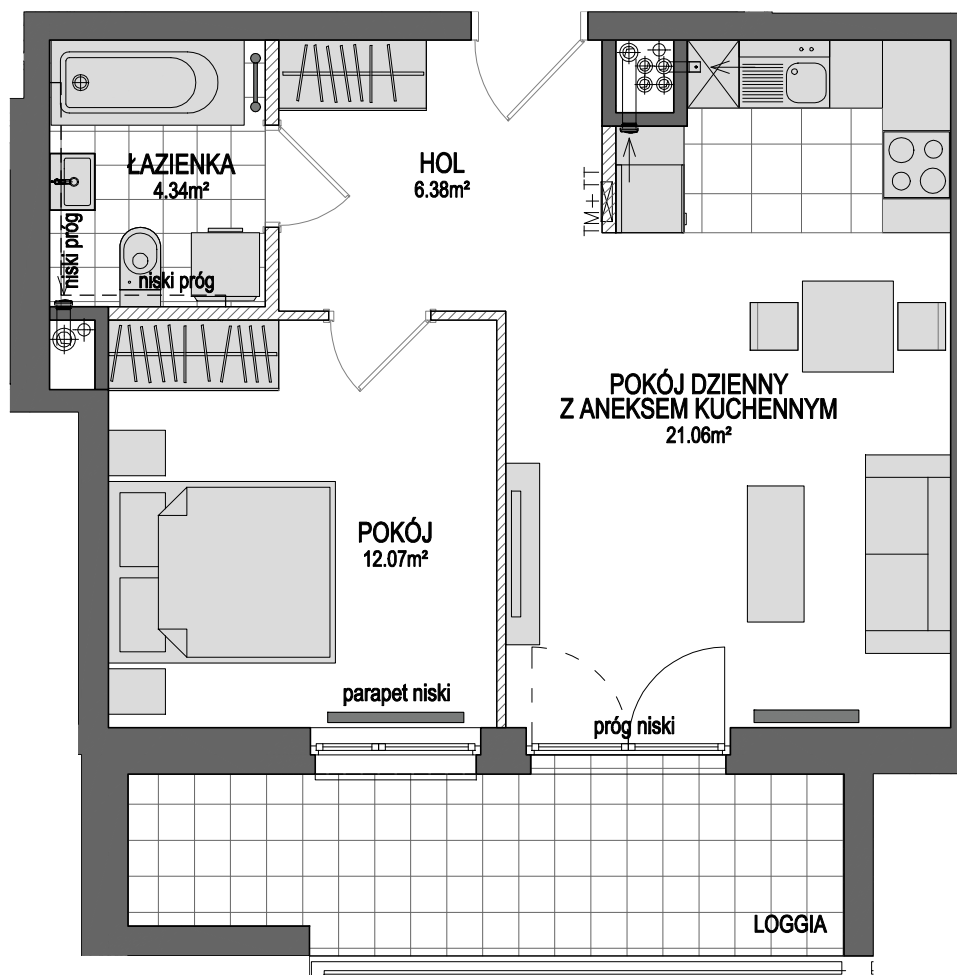 ŁAZIENKA
4.34m²
HOL
6.38m²
TM+TT
niski próg
niski próg
POKÓJ DZIENNY
Z ANEKSEM KUCHENNYM
21.06m²
POKÓJ
12.07m²
parapet niski
próg niski
LOGGIA